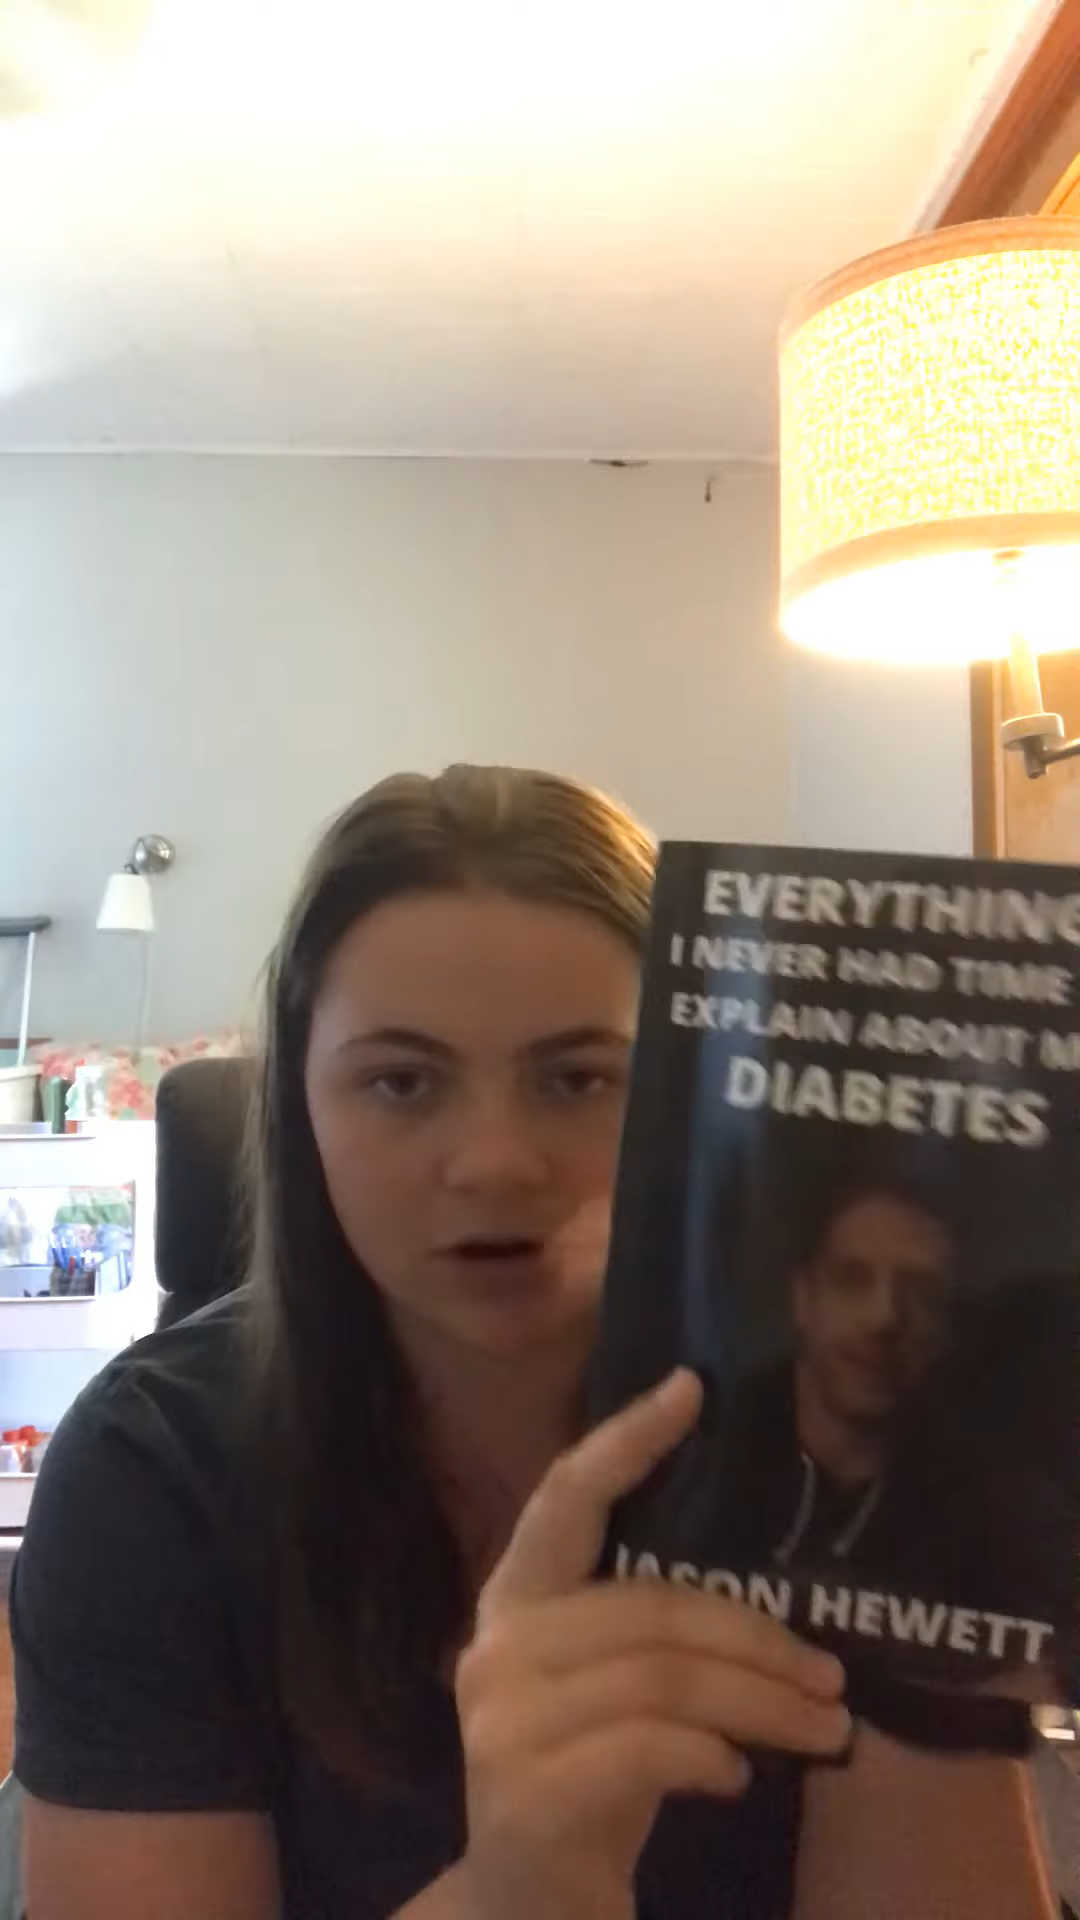 EVERYTHING
I NEVER HAD TIME
EXPLAIN ABOUT M
DIABETES
JASON HEWETT